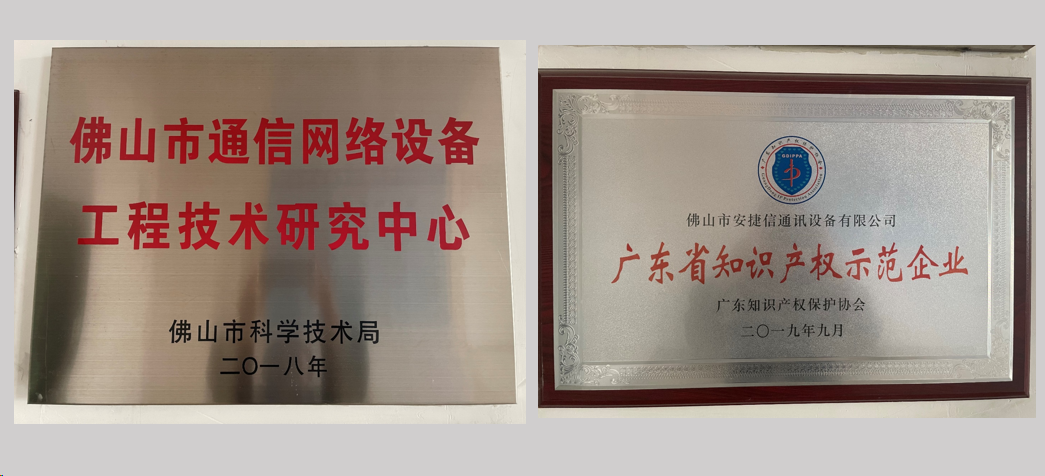 佛山市通信网络设备
工程技术研究中心
佛山市科学技术局
二〇一八年
GDIPPA
佛山市安捷信通讯设备有限公司
广东省知识产权示范企业
广东知识产权保护协会
二〇一九年九月